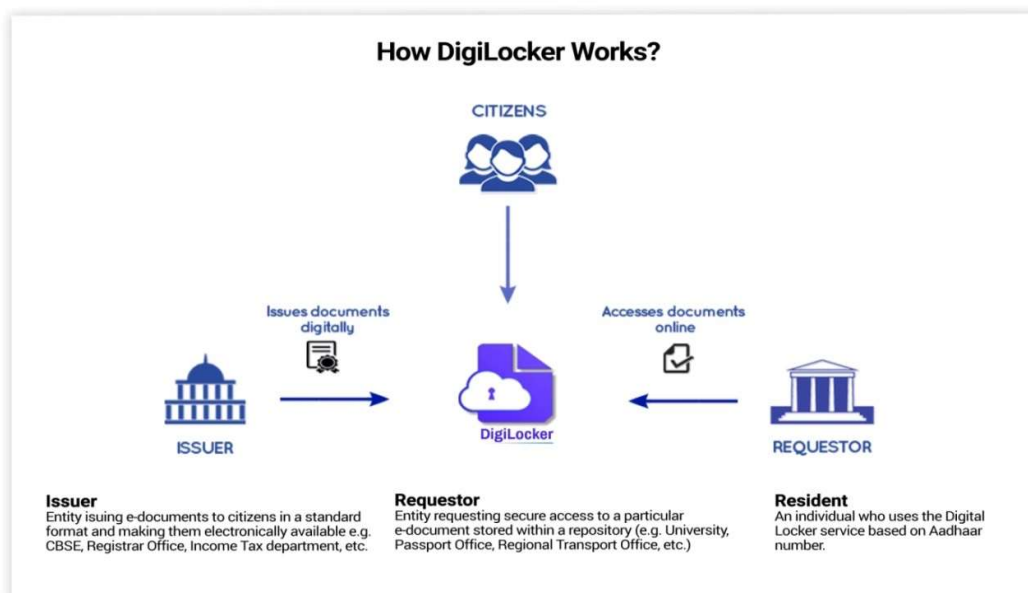 How DigiLocker Works?
CITIZENS
Issues documents
digitally
Accesses documents
online
DigiLocker
ISSUER
REQUESTOR
Issuer
Entity isuing e-documents to citizens in a standard
format and making them electronically available e.g.
CBSE, Registrar Office, Income Tax department, etc.
Requestor
Entity requesting secure access to a particular
e-document stored within a repository (e.g. University,
Passport Office, Regional Transport Office, etc.)
Resident
An individual who uses the Digital
Locker service based on Aadhaar
number.